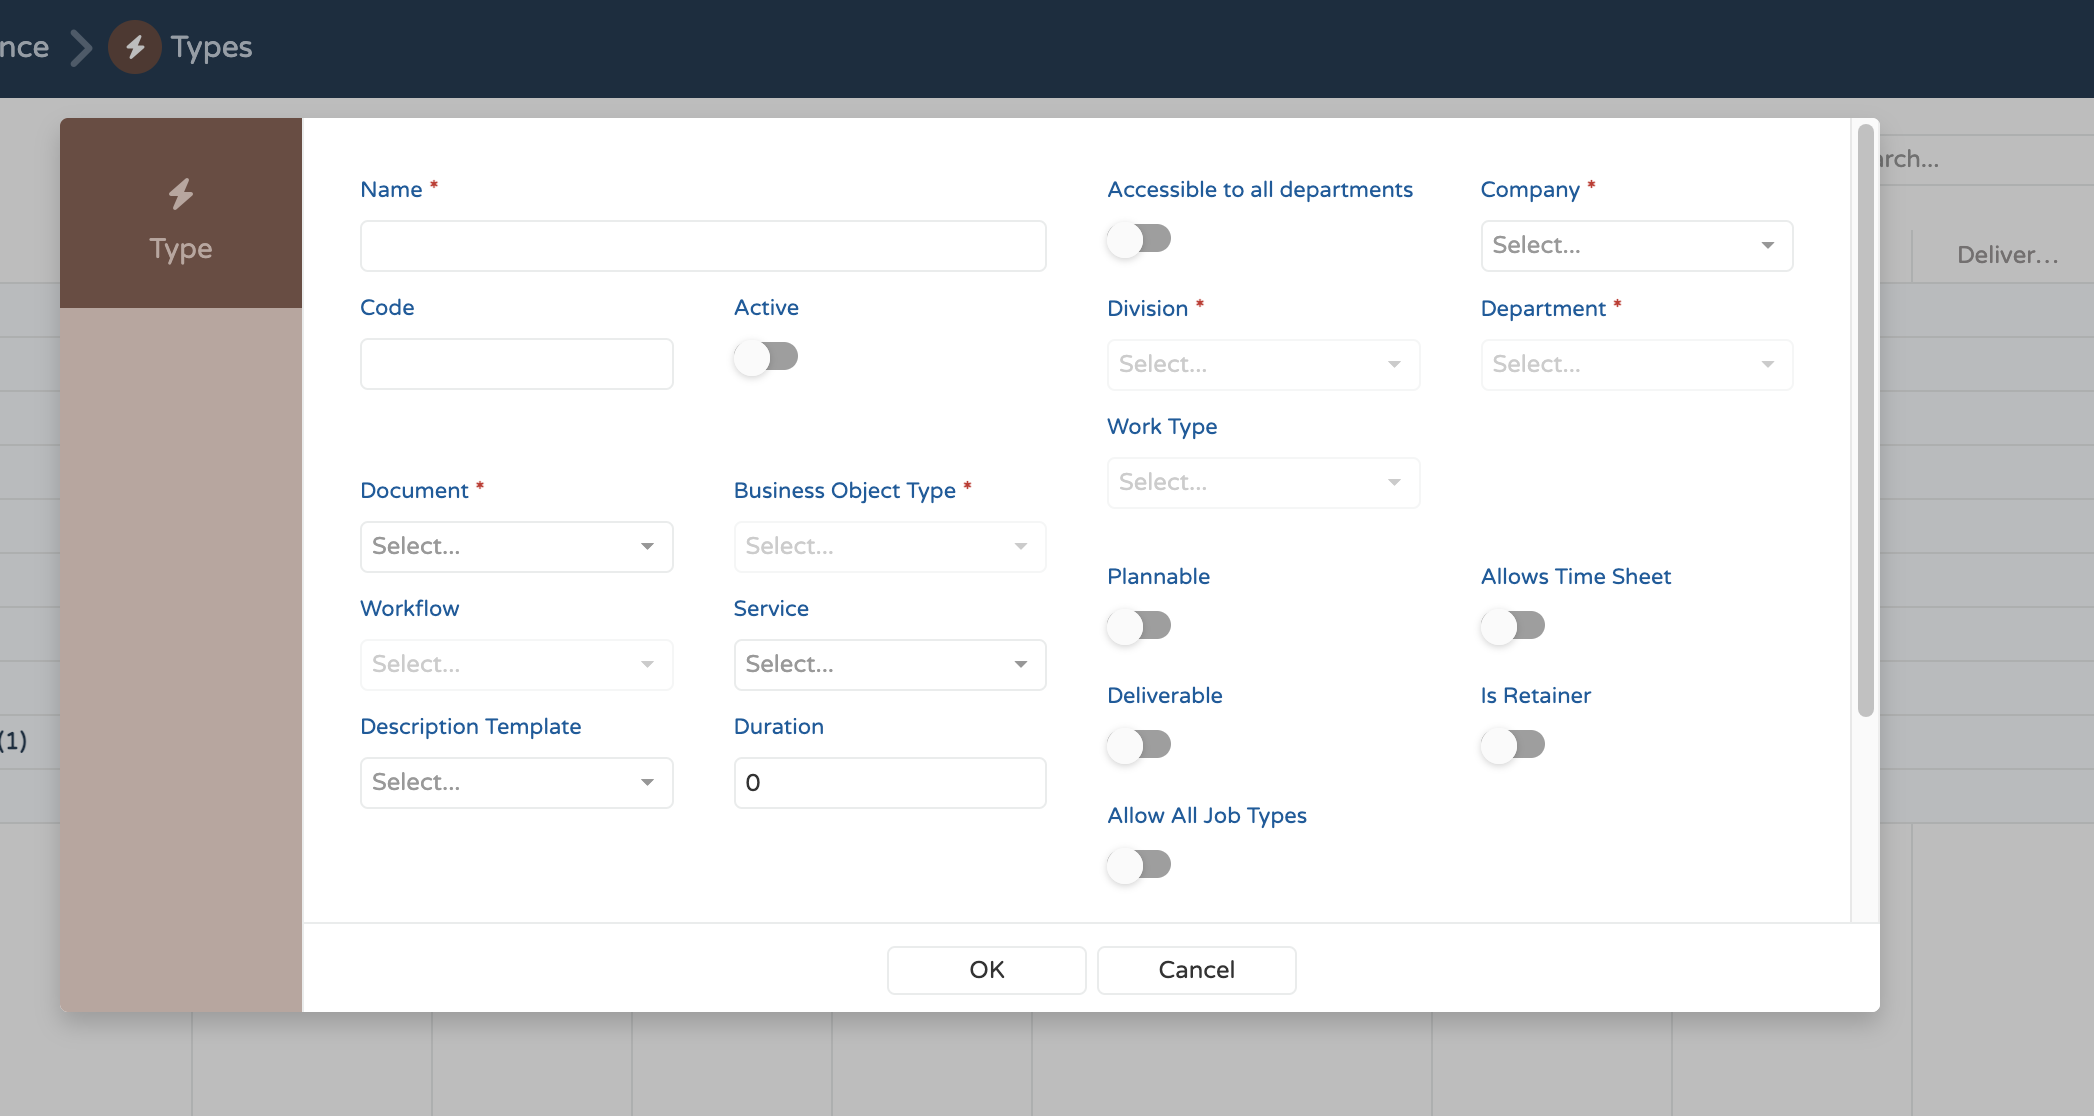 nce
Types
arch...
Deliver...
(1)
Type
Name *
Code
Active
Document *
Select...
Business Object Type *
Select...
Workflow
Select...
Service
Select...
Description Template
Select...
Duration
0
Accessible to all departments
Company *
Select...
Division *
Select...
Department *
Select...
Work Type
Select...
Plannable
Allows Time Sheet
Deliverable
Is Retainer
Allow All Job Types
OK
Cancel